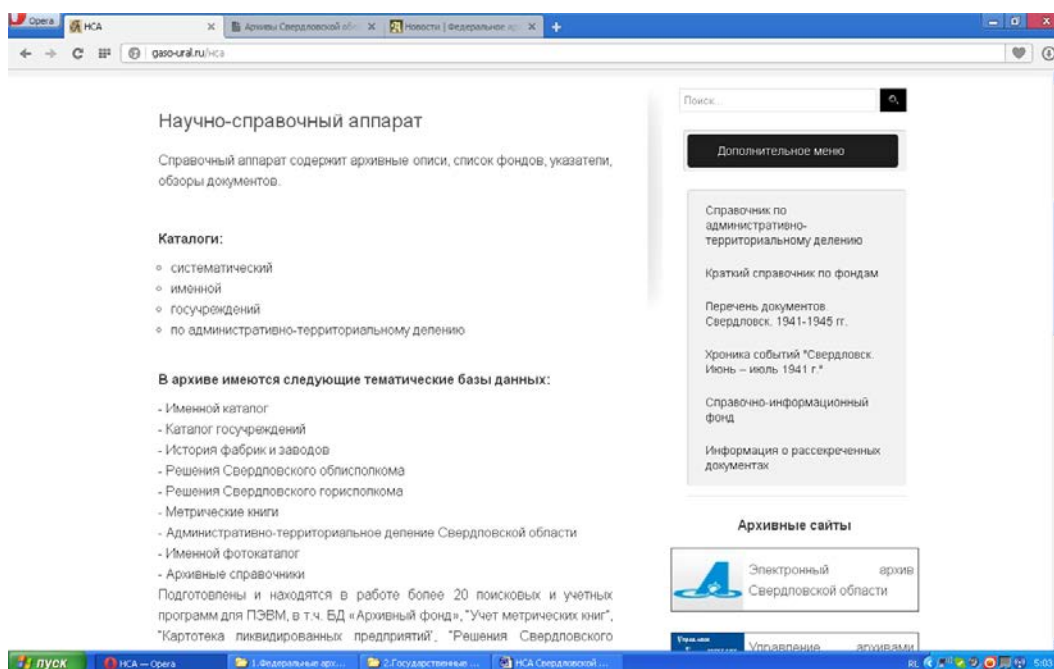 Opera
НСА
Архивы Свердловской обл
Новости | Федеральное
gaso-ural.ru/нса
Научно-справочный аппарат
Справочный аппарат содержит архивные описи, список фондов, указатели,
обзоры документов.
Каталоги:
систематический
именной
госучреждений
по административно-территориальному делению
В архиве имеются следующие тематические базы данных:
- Именной каталог
- Каталог госучреждений
- История фабрик и заводов
- Решения Свердловского облисполкома
- Решения Свердловского горисполкома
- Метрические книги
- Административно-территориальное деление Свердловской области
- Именной фотокаталог
- Архивные справочники
Подготовлены и находятся в работе более 20 поисковых и учетных
программ для ПЭВМ, в т.ч. БД «Архивный фонд», "Учет метрических книг",
"Картотека ликвидированных предприятий", "Решения Свердловского
Поиск...
Дополнительное меню
Справочник по
административно-
территориальному делению
Краткий справочник по фондам
Перечень документов.
Свердловск. 1941-1945 гг.
Хроника событий "Свердловск.
Июнь – июль 1941 г."
Справочно-информационный
фонд
Информация о рассекреченных
документах
Архивные сайты
Электронный архив
Свердловской области
Управление архивами
пуск
НСА — Opera
1.Федеральные арх...
2.Государственные ...
НСА Свердловской ...
RL
5:03